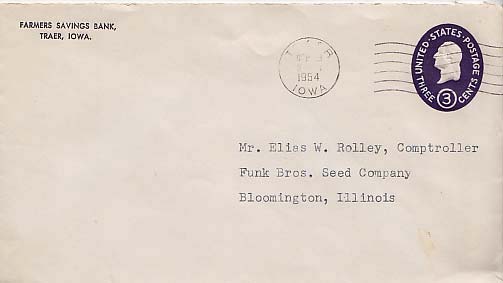 FARMERS SAVINGS BANK,
TRAER, IOWA.
1954
IOWA
UNITED·STATES·POSTAGE
THREE 3 CENTS
Mr. Elias W. Rolley, Comptroller
Funk Bros. Seed Company
Bloomington, Illinois